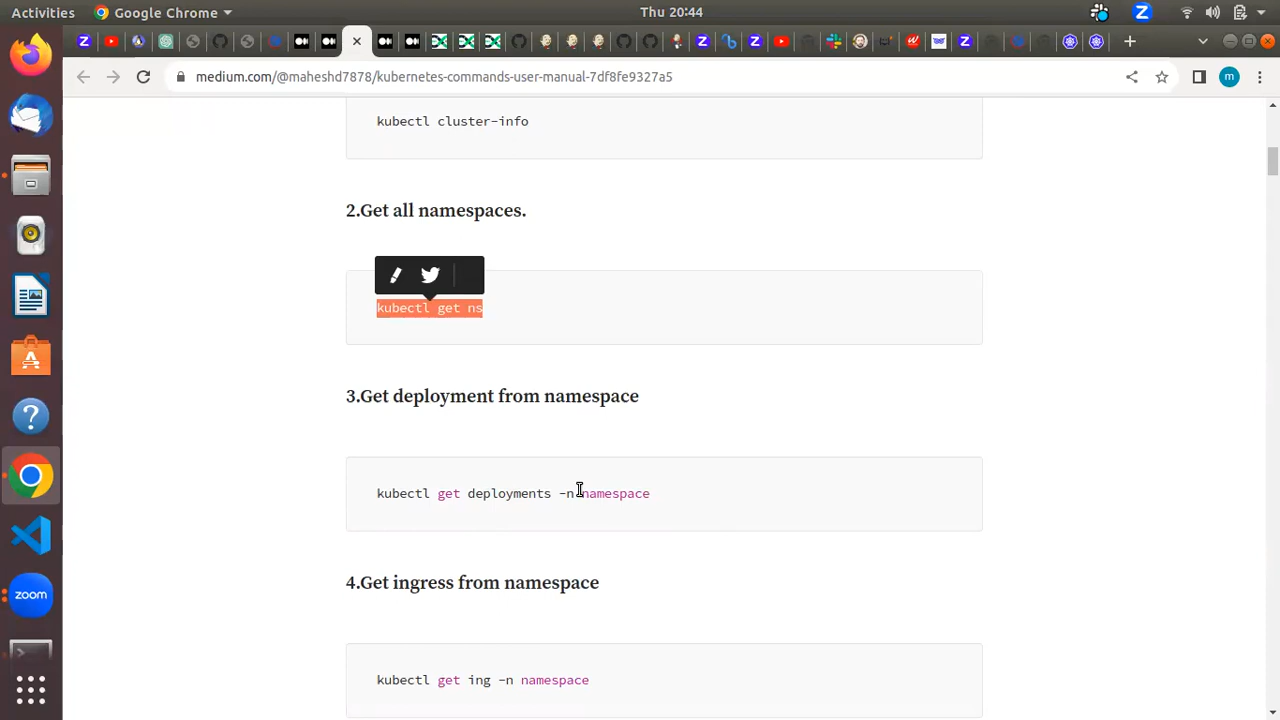 Activities
Google Chrome
Thu 20:44
medium.com/@maheshd7878/kubernetes-commands-user-manual-7df8fe9327a5
m
kubectl cluster-info
2.Get all namespaces.
kubectl get ns
3.Get deployment from namespace
kubectl get deployments -n namespace
4.Get ingress from namespace
zoom
kubectl get ing -n namespace